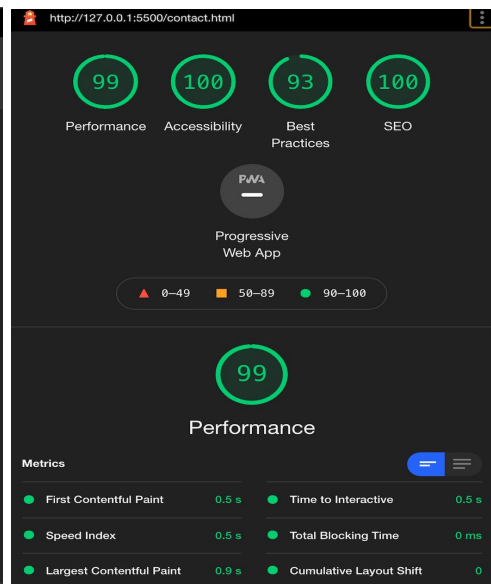 http://127.0.0.1:5500/contact.html
99 100 93 100
Performance Accessibility Best Practices SEO
PWA
Progressive
Web App
0–49 50–89 90–100
99
Performance
Metrics
First Contentful Paint 0.5 s Time to Interactive 0.5 s
Speed Index 0.5 s Total Blocking Time 0 ms
Largest Contentful Paint 0.9 s Cumulative Layout Shift 0